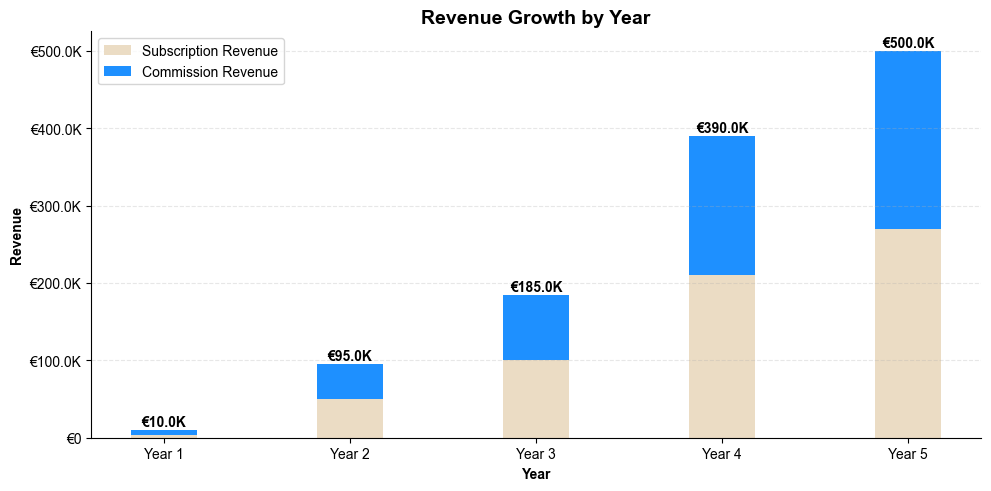 Revenue Growth by Year
Subscription Revenue
Commission Revenue
Revenue
€500.0K
€400.0K
€300.0K
€200.0K
€100.0K
€0
€10.0K
€95.0K
€185.0K
€390.0K
€500.0K
Year 1
Year 2
Year 3
Year 4
Year 5
Year